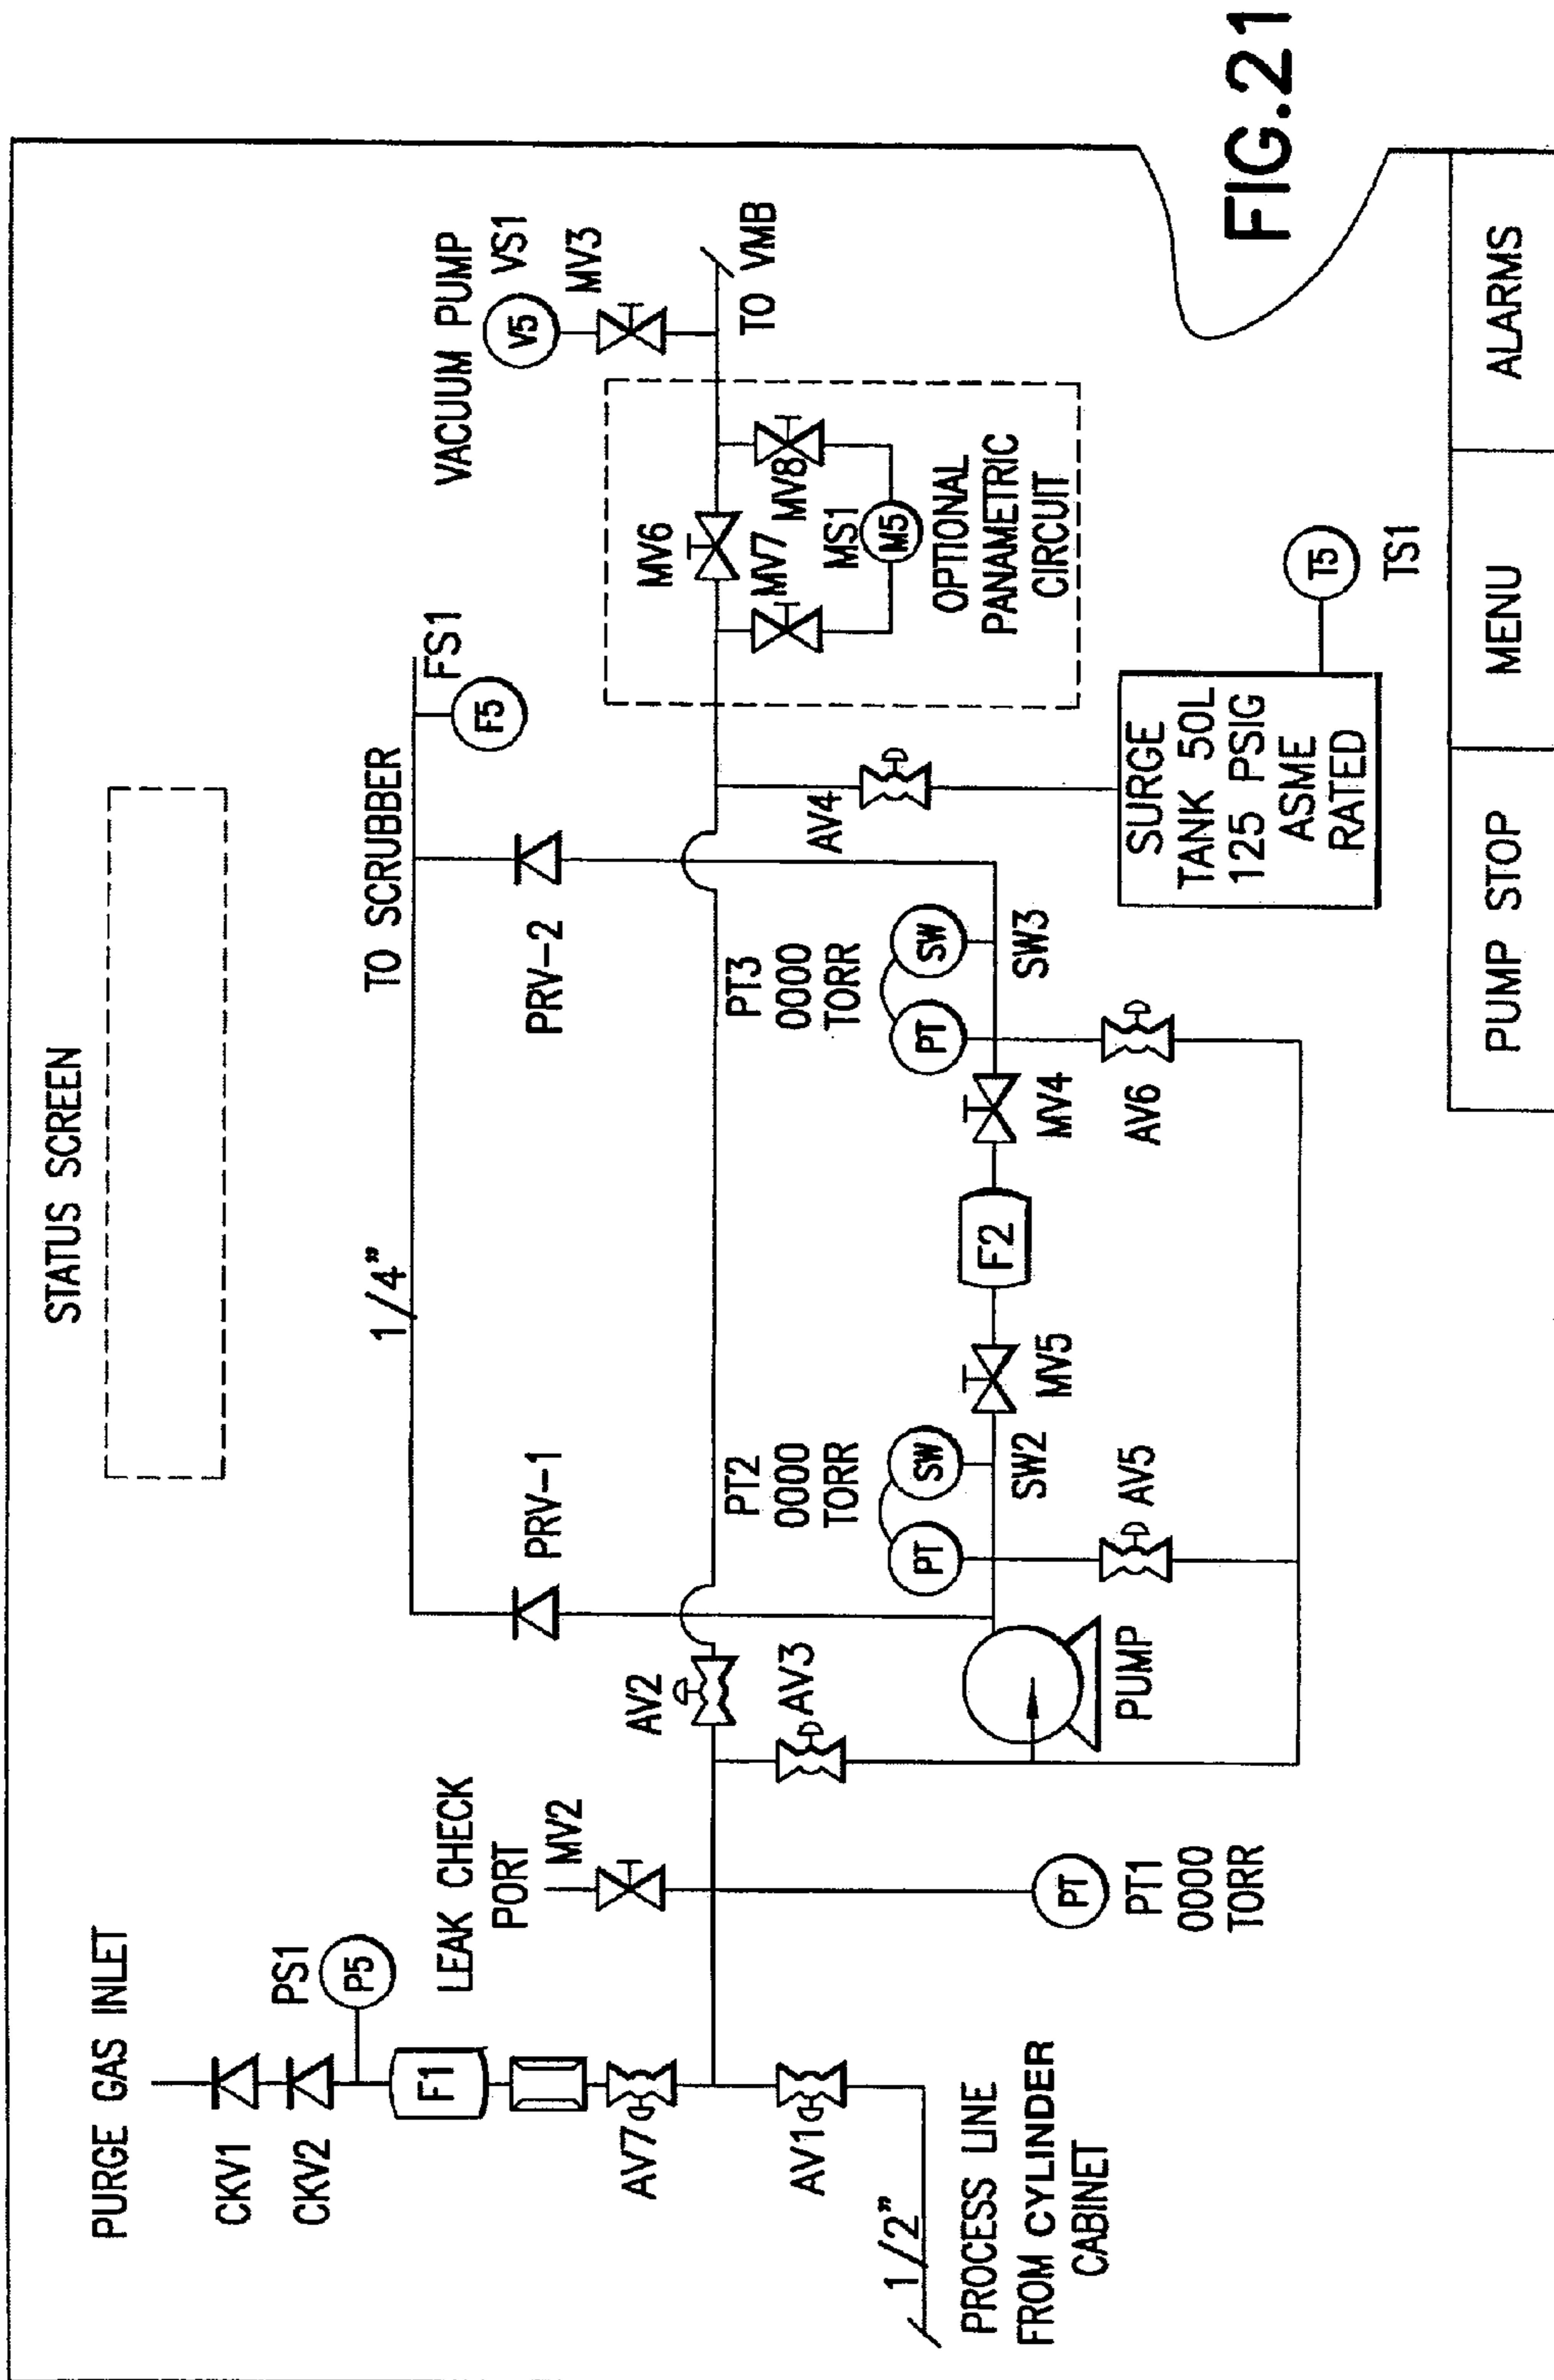 STATUS SCREEN
PURGE GAS INLET
CKV1
CKV2
PS1
P5
F1
AV7
AV1
1/2"
PROCESS LINE
FROM CYLINDER
CABINET
LEAK CHECK
PORT
MV2
PT
PT1
0000
TORR
AV2
AV3
PUMP
PRV-1
1/4"
TO SCRUBBER
FS1
F5
PRV-2
PT2
0000
TORR
PT
SW
SW2
AV5
MV5
F2
MV4
PT3
0000
TORR
PT
SW
SW3
AV6
AV4
SURGE
TANK 50L
125 PSIG
ASME
RATED
T5
TS1
VACUUM PUMP
V5
VS1
MV3
TO VMB
MV6
MV7
MV8
MS1
M5
OPTIONAL
PANAMETRIC
CIRCUIT
PUMP STOP
MENU
ALARMS
FIG.21